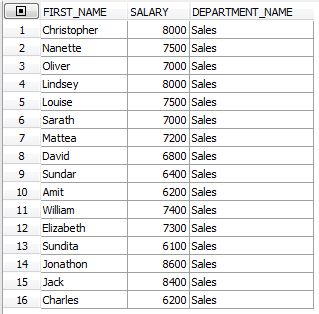 FIRST_NAME SALARY DEPARTMENT_NAME
1 Christopher 8000 Sales
2 Nanette 7500 Sales
3 Oliver 7000 Sales
4 Lindsey 8000 Sales
5 Louise 7500 Sales
6 Sarath 7000 Sales
7 Mattea 7200 Sales
8 David 6800 Sales
9 Sundar 6400 Sales
10 Amit 6200 Sales
11 William 7400 Sales
12 Elizabeth 7300 Sales
13 Sundita 6100 Sales
14 Jonathon 8600 Sales
15 Jack 8400 Sales
16 Charles 6200 Sales